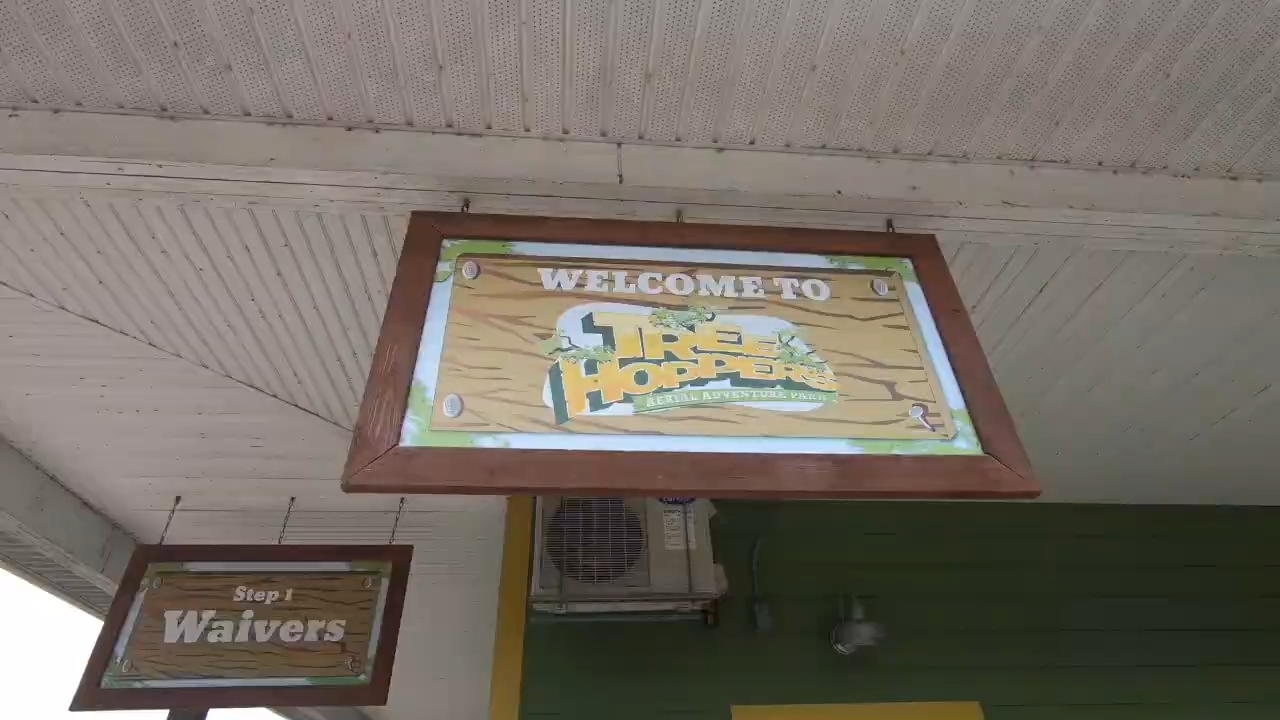 WELCOME TO
TREE
HOPPERS
AERIAL ADVENTURE PARK
Step 1
Waivers